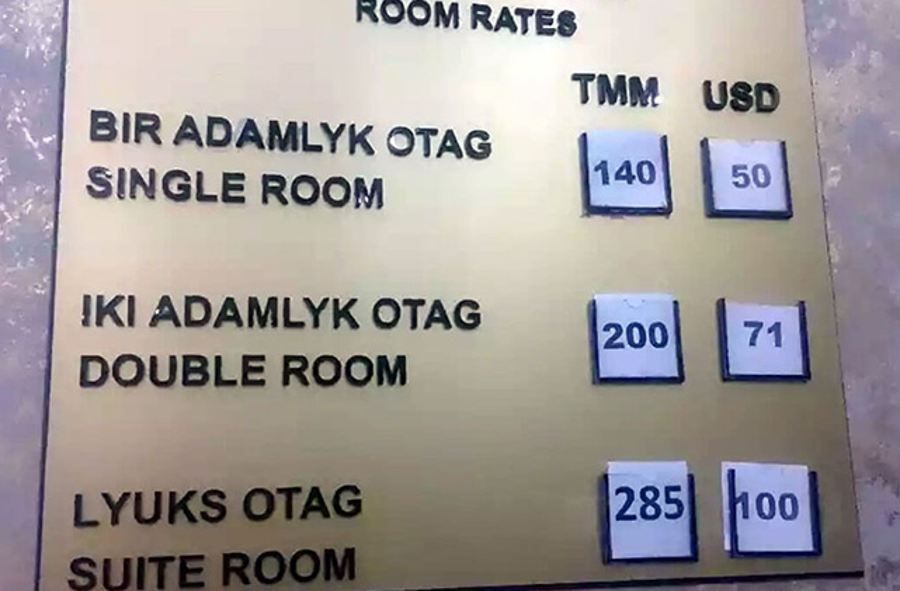 ROOM RATES
TMM USD
BIR ADAMLYK OTAG
SINGLE ROOM 140 50
IKI ADAMLYK OTAG
DOUBLE ROOM 200 71
LYUKS OTAG
SUITE ROOM 285 100